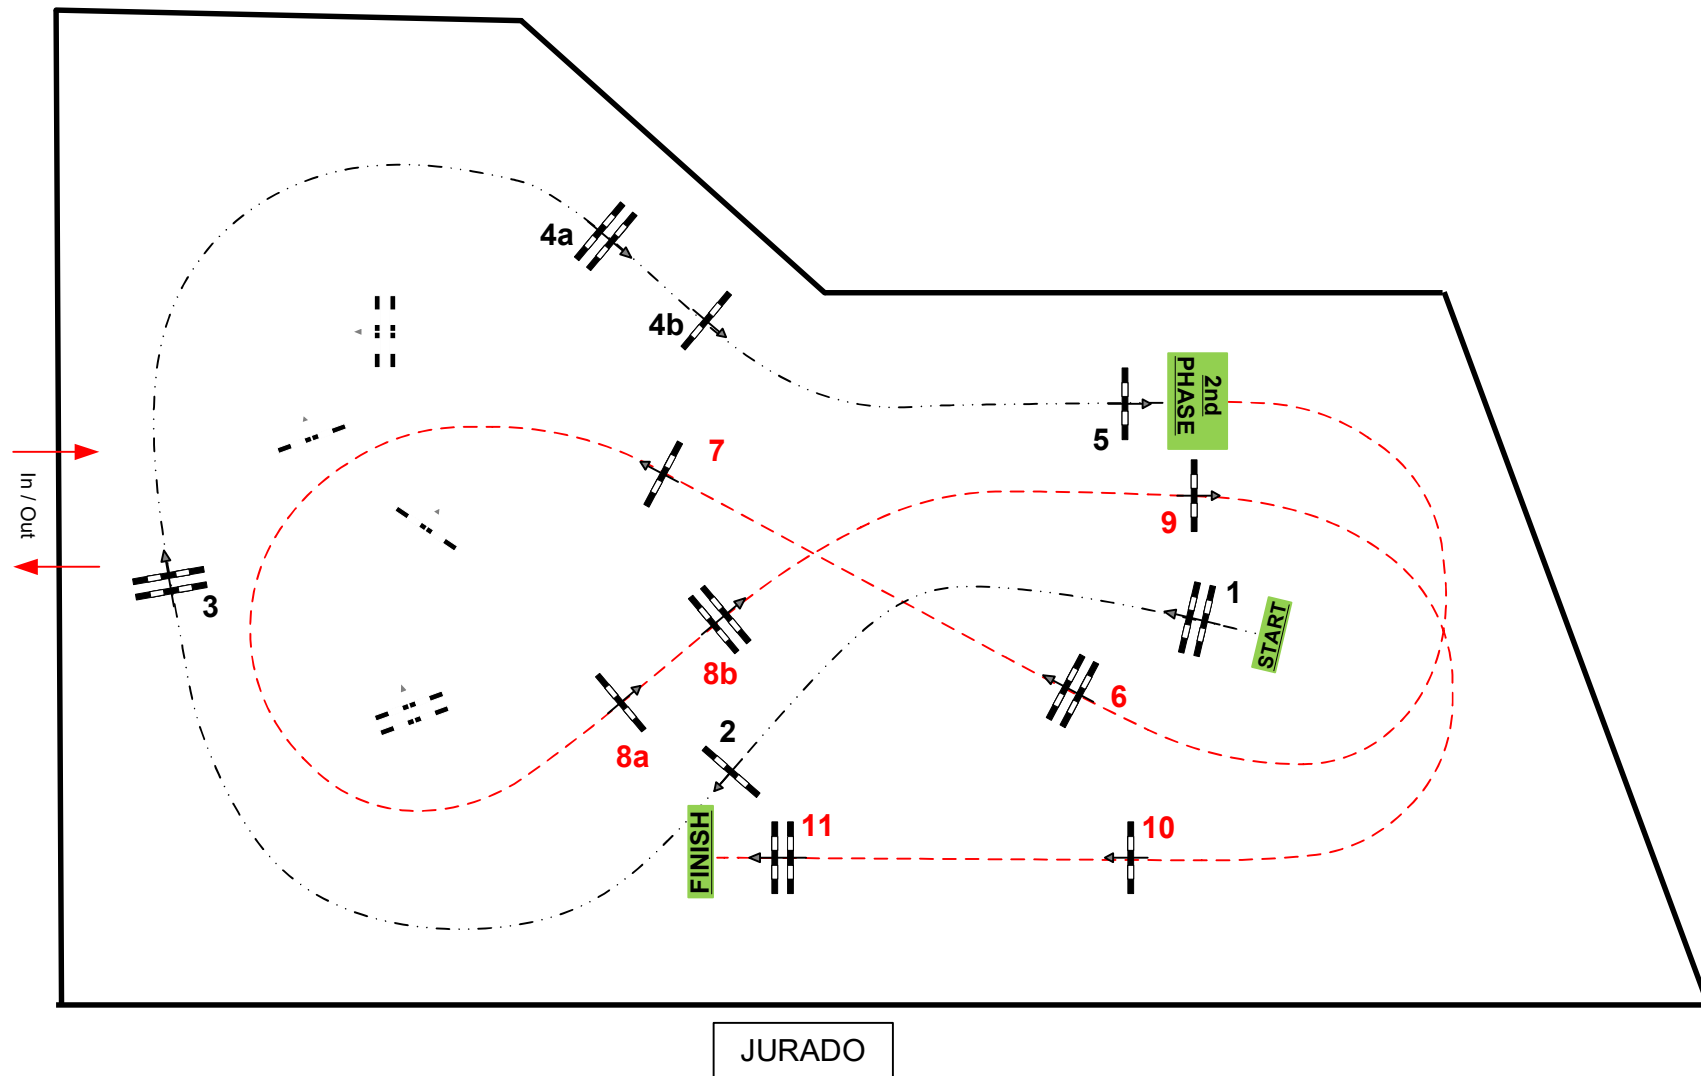 4a
4b
2nd
PHASE
5
7
In / Out
9
1
START
3
8b
6
2
8a
FINISH
11
10
JURADO